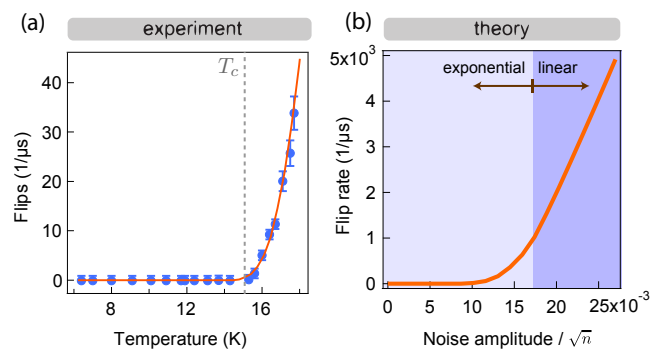 (a)
experiment
T_c
Flips (1/µs)
40
30
20
10
0
8
12
16
Temperature (K)
(b)
theory
5x10⁻³
exponential
linear
Flip rate (1/µs)
4
3
2
1
0
0
5
10
15
20
25x10⁻³
Noise amplitude / √n